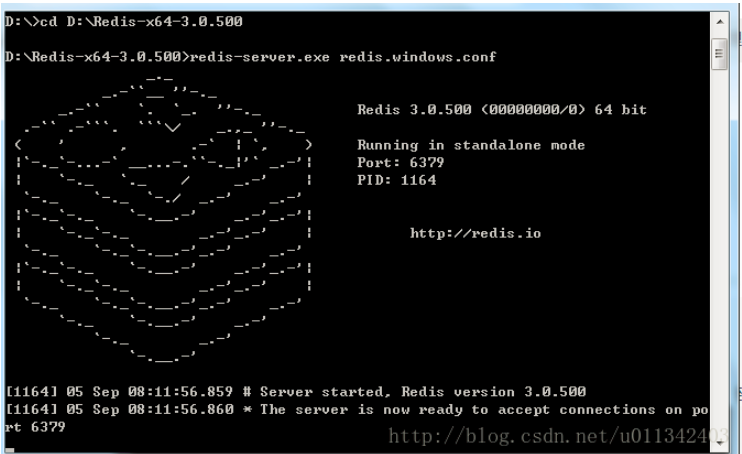 D:\>cd D:\Redis-x64-3.0.500
D:\Redis-x64-3.0.500>redis-server.exe redis.windows.conf
Redis 3.0.500 (00000000/0) 64 bit
Running in standalone mode
Port: 6379
PID: 1164
http://redis.io
[1164] 05 Sep 08:11:56.859 # Server started, Redis version 3.0.500
[1164] 05 Sep 08:11:56.860 * The server is now ready to accept connections on po
rt 6379
http://blog.csdn.net/u011342403